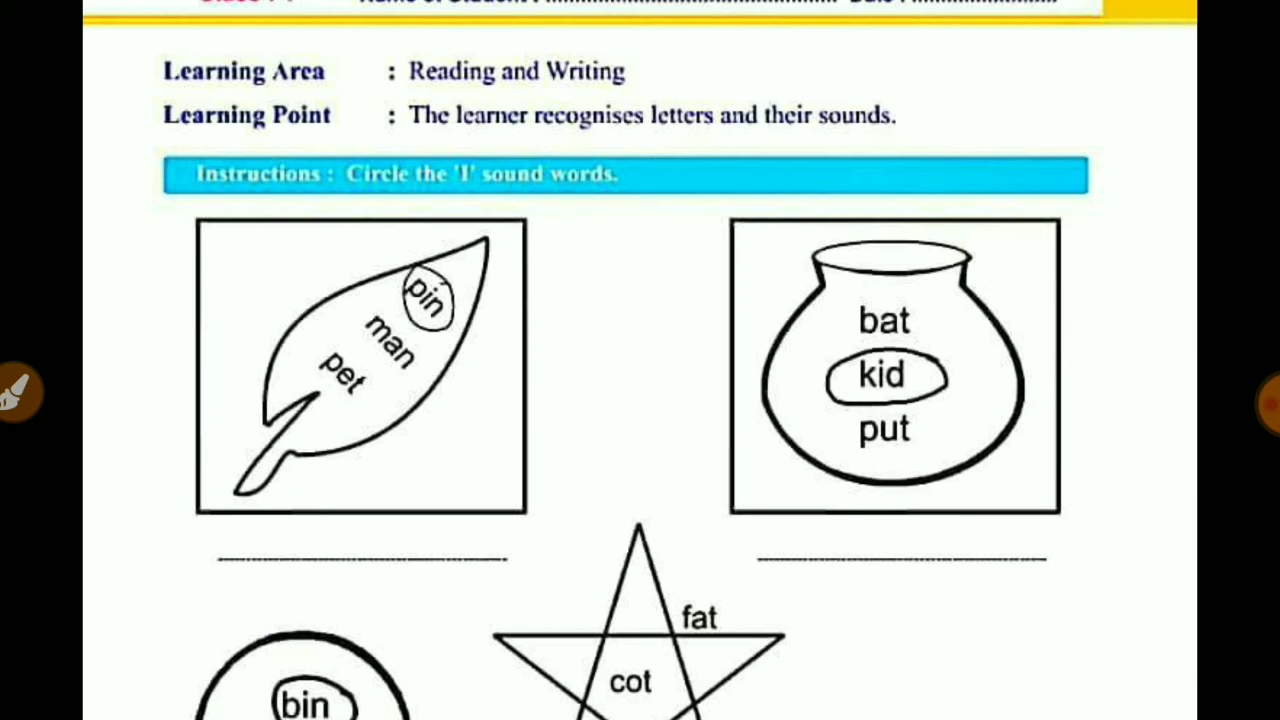 Learning Area : Reading and Writing
Learning Point : The learner recognises letters and their sounds.
Instructions : Circle the 'I' sound words.
pin
man
pet
bat
kid
put
fat
cot
bin